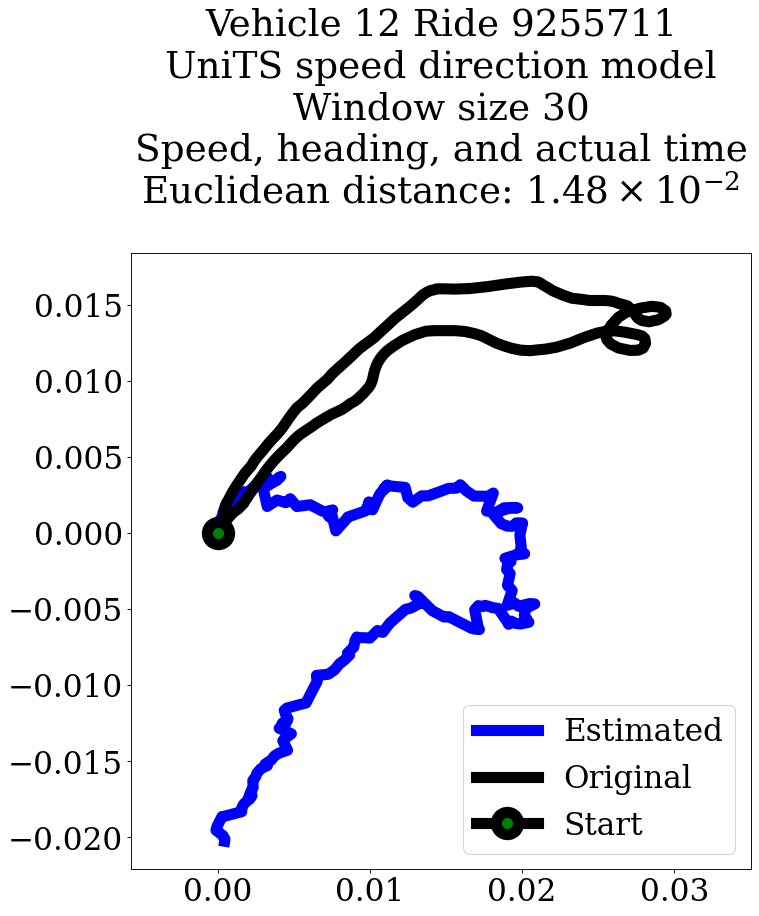 Vehicle 12 Ride 9255711
UniTS speed direction model
Window size 30
Speed, heading, and actual time
Euclidean distance: 1.48 × 10⁻²
0.015
0.010
0.005
0.000
−0.005
−0.010
−0.015
−0.020
Estimated
Original
Start
0.00 0.01 0.02 0.03